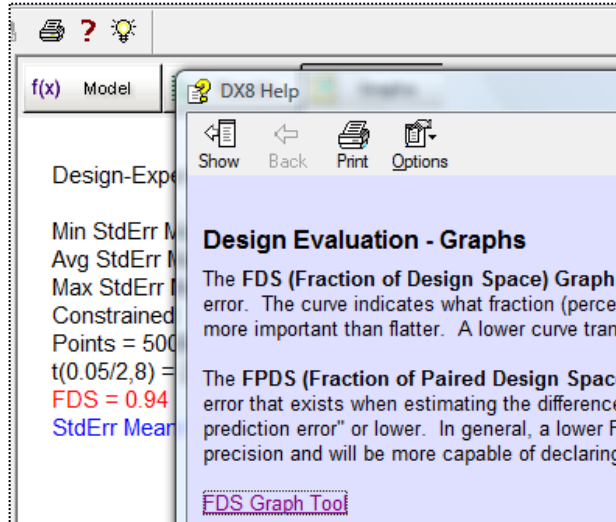 f(x) Model
DX8 Help
Show Back Print Options
Design-Expe
Min StdErr M
Avg StdErr M
Max StdErr M
Constrained
Points = 500
t(0.05/2,8) =
FDS = 0.94
StdErr Mean
Design Evaluation - Graphs
The FDS (Fraction of Design Space) Graph
error. The curve indicates what fraction (perce
more important than flatter. A lower curve tran
The FPDS (Fraction of Paired Design Space
error that exists when estimating the difference
prediction error" or lower. In general, a lower F
precision and will be more capable of declaring
FDS Graph Tool